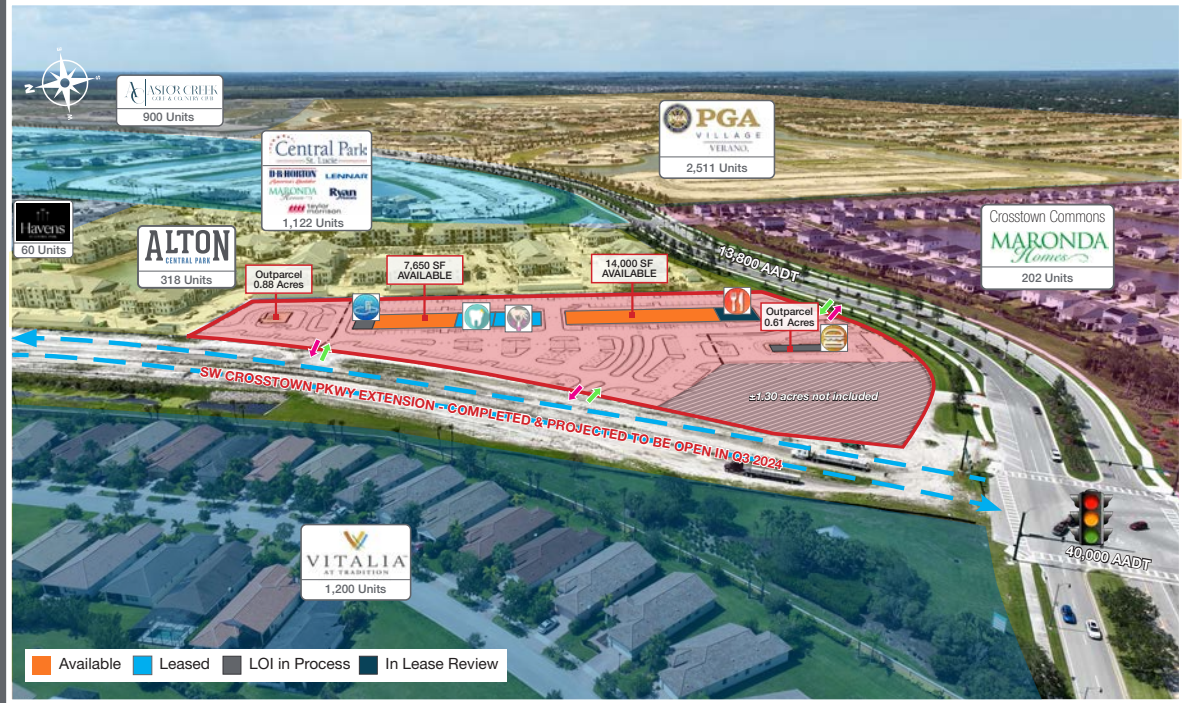 ASTOR CREEK
GOLF & COUNTRY CLUB
900 Units
Central Park
St. Lucie
D·R·HORTON
America's Builder
LENNAR
MARONDA
Homes
Ryan
Homes
taylor
morrison
1,122 Units
PGA
VILLAGE
VERANO.
2,511 Units
Havens
60 Units
ALTON
CENTRAL PARK
318 Units
Crosstown Commons
MARONDA
Homes
202 Units
13,800 AADT
Outparcel
0.88 Acres
7,650 SF
AVAILABLE
14,000 SF
AVAILABLE
Outparcel
0.61 Acres
±1.30 acres not included
SW CROSSTOWN PKWY EXTENSION - COMPLETED & PROJECTED TO BE OPEN IN Q3 2024
40,000 AADT
VITALIA
AT TRADITION
1,200 Units
Available
Leased
LOI in Process
In Lease Review